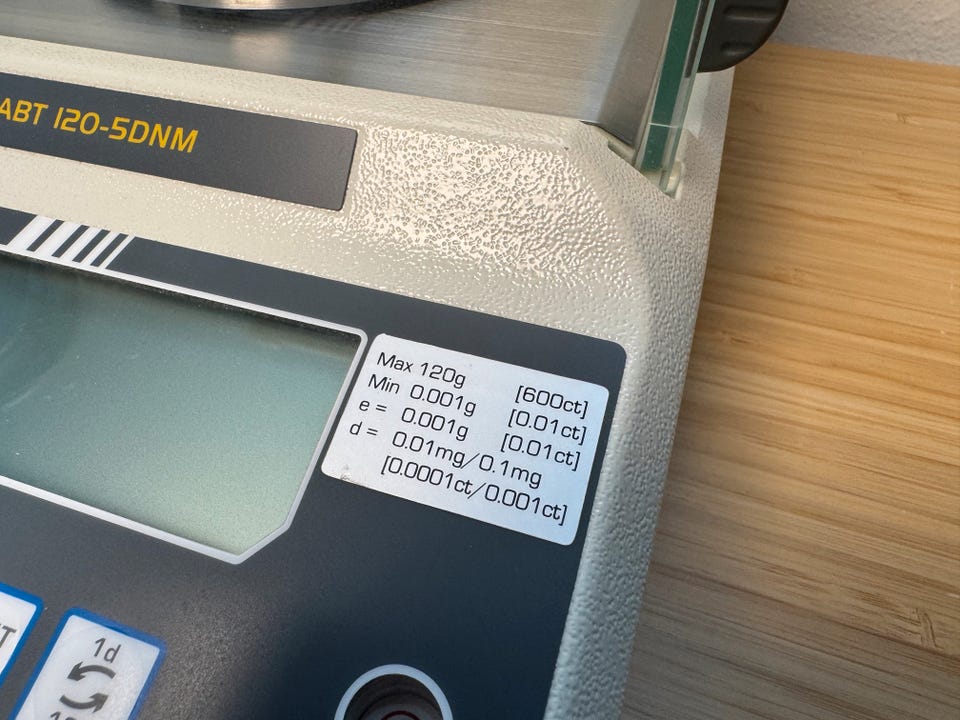 ABT 120-5DNM
Max 120g [600ct]
Min 0.001g [0.01ct]
e = 0.001g [0.01ct]
d = 0.01mg/0.1mg
[0.0001ct/0.001ct]
1d